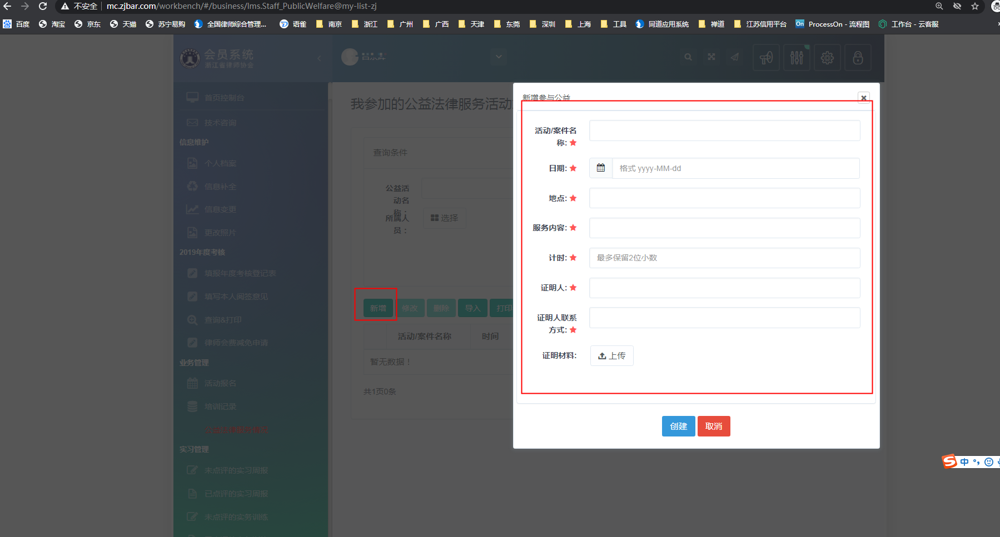 不安全 mc.zjbar.com/workbench/#/business/lms.Staff_PublicWelfare@my-list-zj
百度 淘宝 京东 天猫 苏宁易购 全国律师综合管理... 语雀 南京 浙江 广州 广西 天津 东莞 深圳 上海 工具 同道应用系统 禅道 江苏信用平台 On ProcessOn - 流程图 工作台 - 云客服
会员系统
浙江省律师协会
首页控制台
技术咨询
信息维护
个人档案
信息补全
信息变更
更改照片
2019年度考核
填报年度考核登记表
填写本人阅签意见
查询&打印
律师会费减免申请
业务管理
活动报名
培训记录
实习管理
未点评的实习周报
已点评的实习周报
未点评的实务训练
我参加的公益法律服务活动
查询条件
公益活
动名
称：
所属人
员：
选择
新增 修改 删除 导入 打印
活动/案件名称 时间
暂无数据！
共1页0条
新增参与公益
活动/案件名
称:
日期: 格式 yyyy-MM-dd
地点:
服务内容:
计时: 最多保留2位小数
证明人:
证明人联系
方式:
证明材料: 上传
创建 取消
S 中